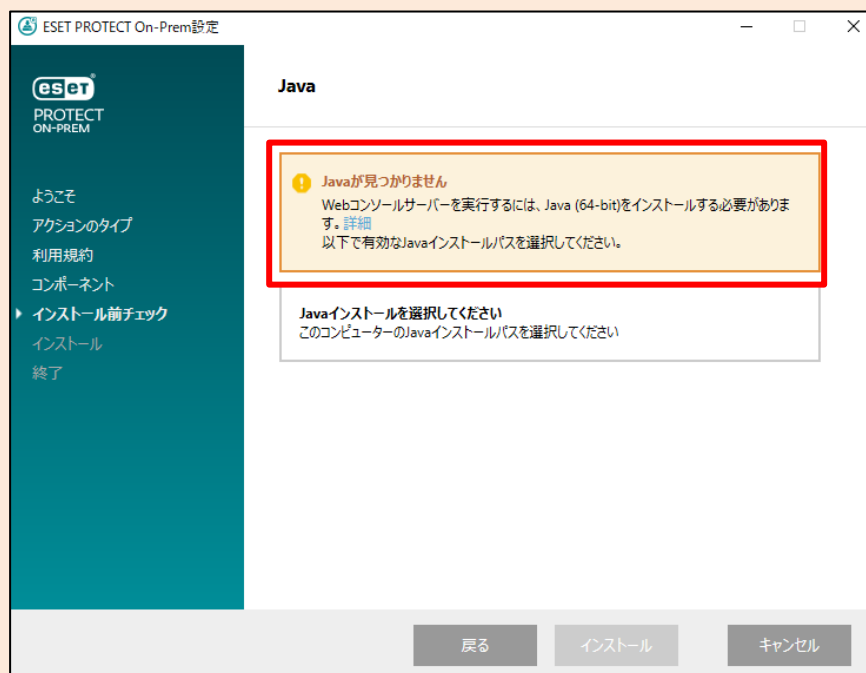 ESET PROTECT On-Prem設定
eseT
PROTECT
ON-PREM
Java
ようこそ
アクションのタイプ
利用規約
コンポーネント
インストール前チェック
インストール
終了
Javaが見つかりません
Webコンソールサーバーを実行するには、Java (64-bit)をインストールする必要がありま
す。詳細
以下で有効なJavaインストールパスを選択してください。
Javaインストールを選択してください
このコンピューターのJavaインストールパスを選択してください
戻る
インストール
キャンセル